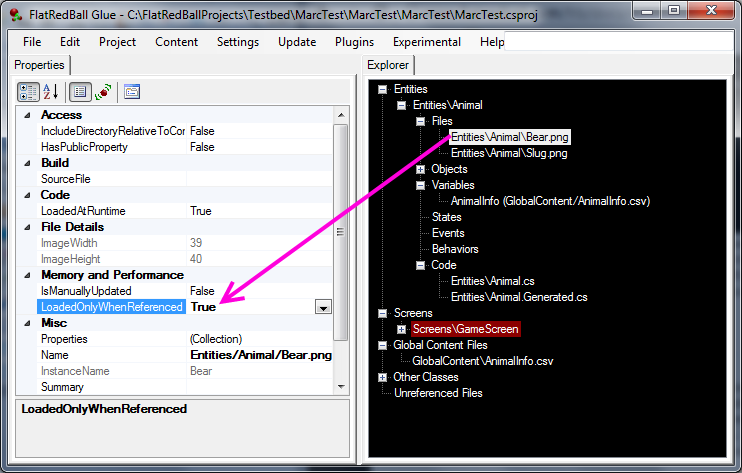 FlatRedBall Glue - C:\FlatRedBallProjects\Testbed\MarcTest\MarcTest\MarcTest\MarcTest.csproj
File Edit Project Content Settings Update Plugins Experimental Help
Properties
Access
IncludeDirectoryRelativeToCor False
HasPublicProperty False
Build
SourceFile
Code
LoadedAtRuntime True
File Details
ImageWidth 39
ImageHeight 40
Memory and Performance
IsManuallyUpdated False
LoadedOnlyWhenReferenced True
Misc
Properties (Collection)
Name Entities/Animal/Bear.png
InstanceName Bear
Summary
LoadedOnlyWhenReferenced
Explorer
Entities
Entities\Animal
Files
Entities\Animal\Bear.png
Entities\Animal\Slug.png
Objects
Variables
AnimalInfo (GlobalContent/AnimalInfo.csv)
States
Events
Behaviors
Code
Entities\Animal.cs
Entities\Animal.Generated.cs
Screens
Screens\GameScreen
Global Content Files
GlobalContent\AnimalInfo.csv
Other Classes
Unreferenced Files